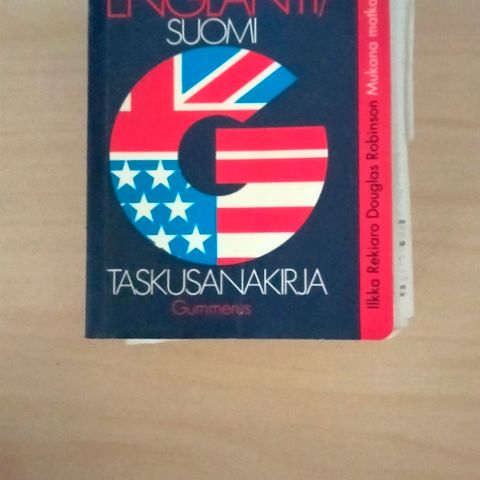 ENGLANTI/
SUOMI
TASKUSANAKIRJA
Gummerus
Ilkka Rekiaro Douglas Robinson Mukana matka